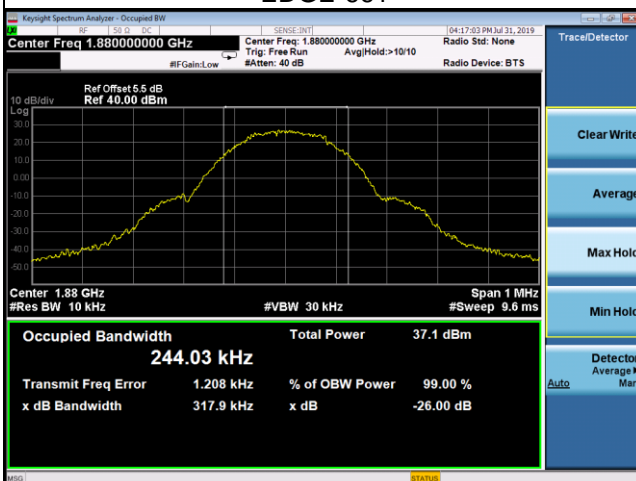 Keysight Spectrum Analyzer - Occupied BW
RF 50 Ω DC SENSE:INT 04:17:03 PM Jul 31, 2019
Center Freq 1.880000000 GHz Center Freq: 1.880000000 GHz Radio Std: None Trace/Detector
Trig: Free Run Avg|Hold:>10/10
#IFGain:Low #Atten: 40 dB Radio Device: BTS
Ref Offset 5.5 dB
10 dB/div Ref 40.00 dBm
Log
30.0
20.0
10.0
0.00
-10.0
-20.0
-30.0
-40.0
-50.0
Clear Write
Average
Max Hold
Min Hold
Center 1.88 GHz Span 1 MHz
#Res BW 10 kHz #VBW 30 kHz #Sweep 9.6 ms
Occupied Bandwidth Total Power 37.1 dBm
244.03 kHz
Transmit Freq Error 1.208 kHz % of OBW Power 99.00 %
x dB Bandwidth 317.9 kHz x dB -26.00 dB
Detector
Average
Auto Man
MSG STATUS